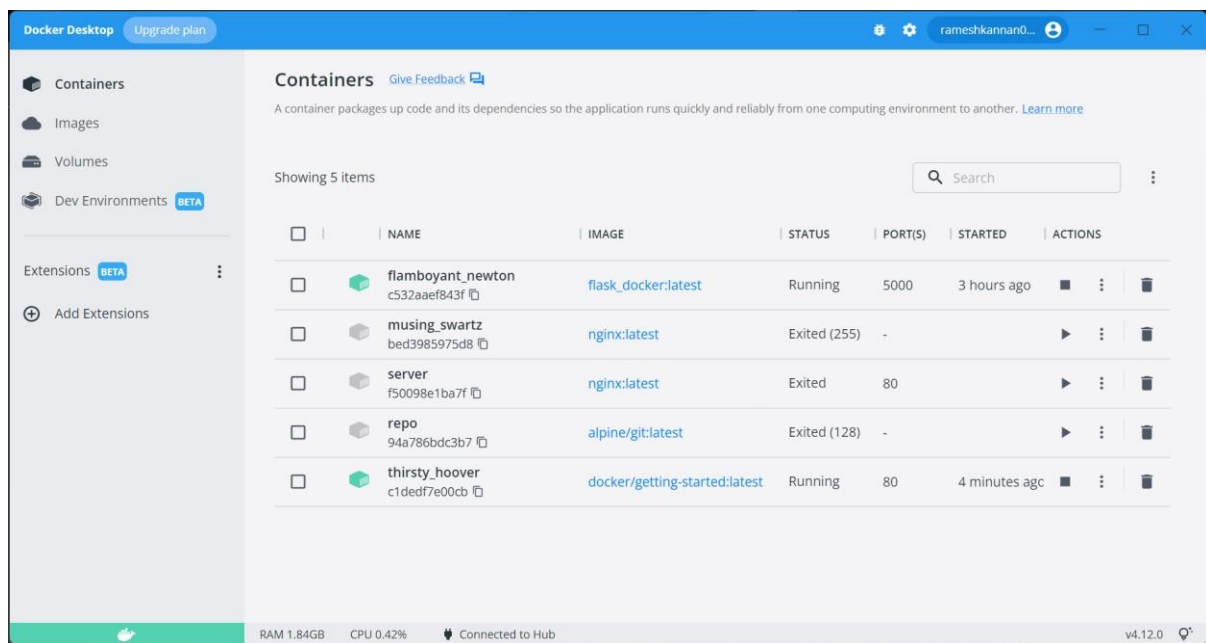 Docker Desktop Upgrade plan rameshkannan0...
Containers
Images
Volumes
Dev Environments BETA
Extensions BETA
Add Extensions
Containers Give Feedback
A container packages up code and its dependencies so the application runs quickly and reliably from one computing environment to another. Learn more
Showing 5 items Search
NAME IMAGE STATUS PORT(S) STARTED ACTIONS
flamboyant_newton
c532aaef843f
flask_docker:latest Running 5000 3 hours ago
musing_swartz
bed3985975d8
nginx:latest Exited (255) -
server
f50098e1ba7f
nginx:latest Exited 80
repo
94a786bdc3b7
alpine/git:latest Exited (128) -
thirsty_hoover
c1dedf7e00cb
docker/getting-started:latest Running 80 4 minutes ago
RAM 1.84GB CPU 0.42% Connected to Hub v4.12.0